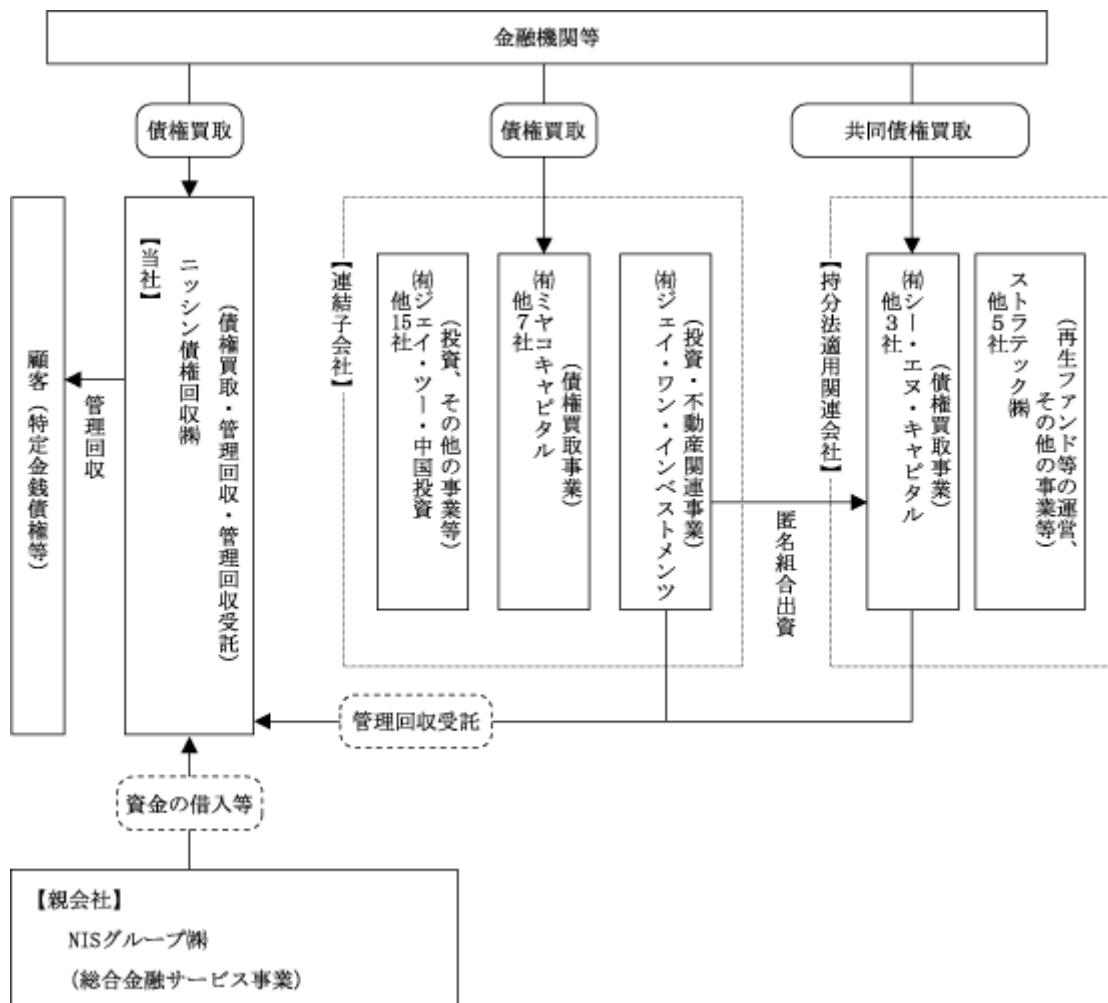 金融機関等
債権買取
債権買取
共同債権買取
顧客(特定金銭債権等)
管理回収
【当社】
ニッシン債権回収㈱
(債権買取・管理回収・管理回収受託)
【連結子会社】
㈲ジェイ・ツー・中国投資
他15社
(投資、その他の事業等)
㈲ミヤコキャピタル
他7社
(債権買取事業)
㈲ジェイ・ワン・インベストメンツ
(投資・不動産関連事業)
匿名組合出資
【持分法適用関連会社】
㈲シー・エヌ・キャピタル
他3社
(債権買取事業)
ストラテック㈱
他5社
(再生ファンド等の運営、
その他の事業等)
管理回収受託
資金の借入等
【親会社】
NISグループ㈱
(総合金融サービス事業)